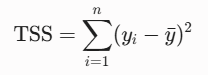 TSS = \sum_{i=1}^{n} (y_i - \bar{y})^2